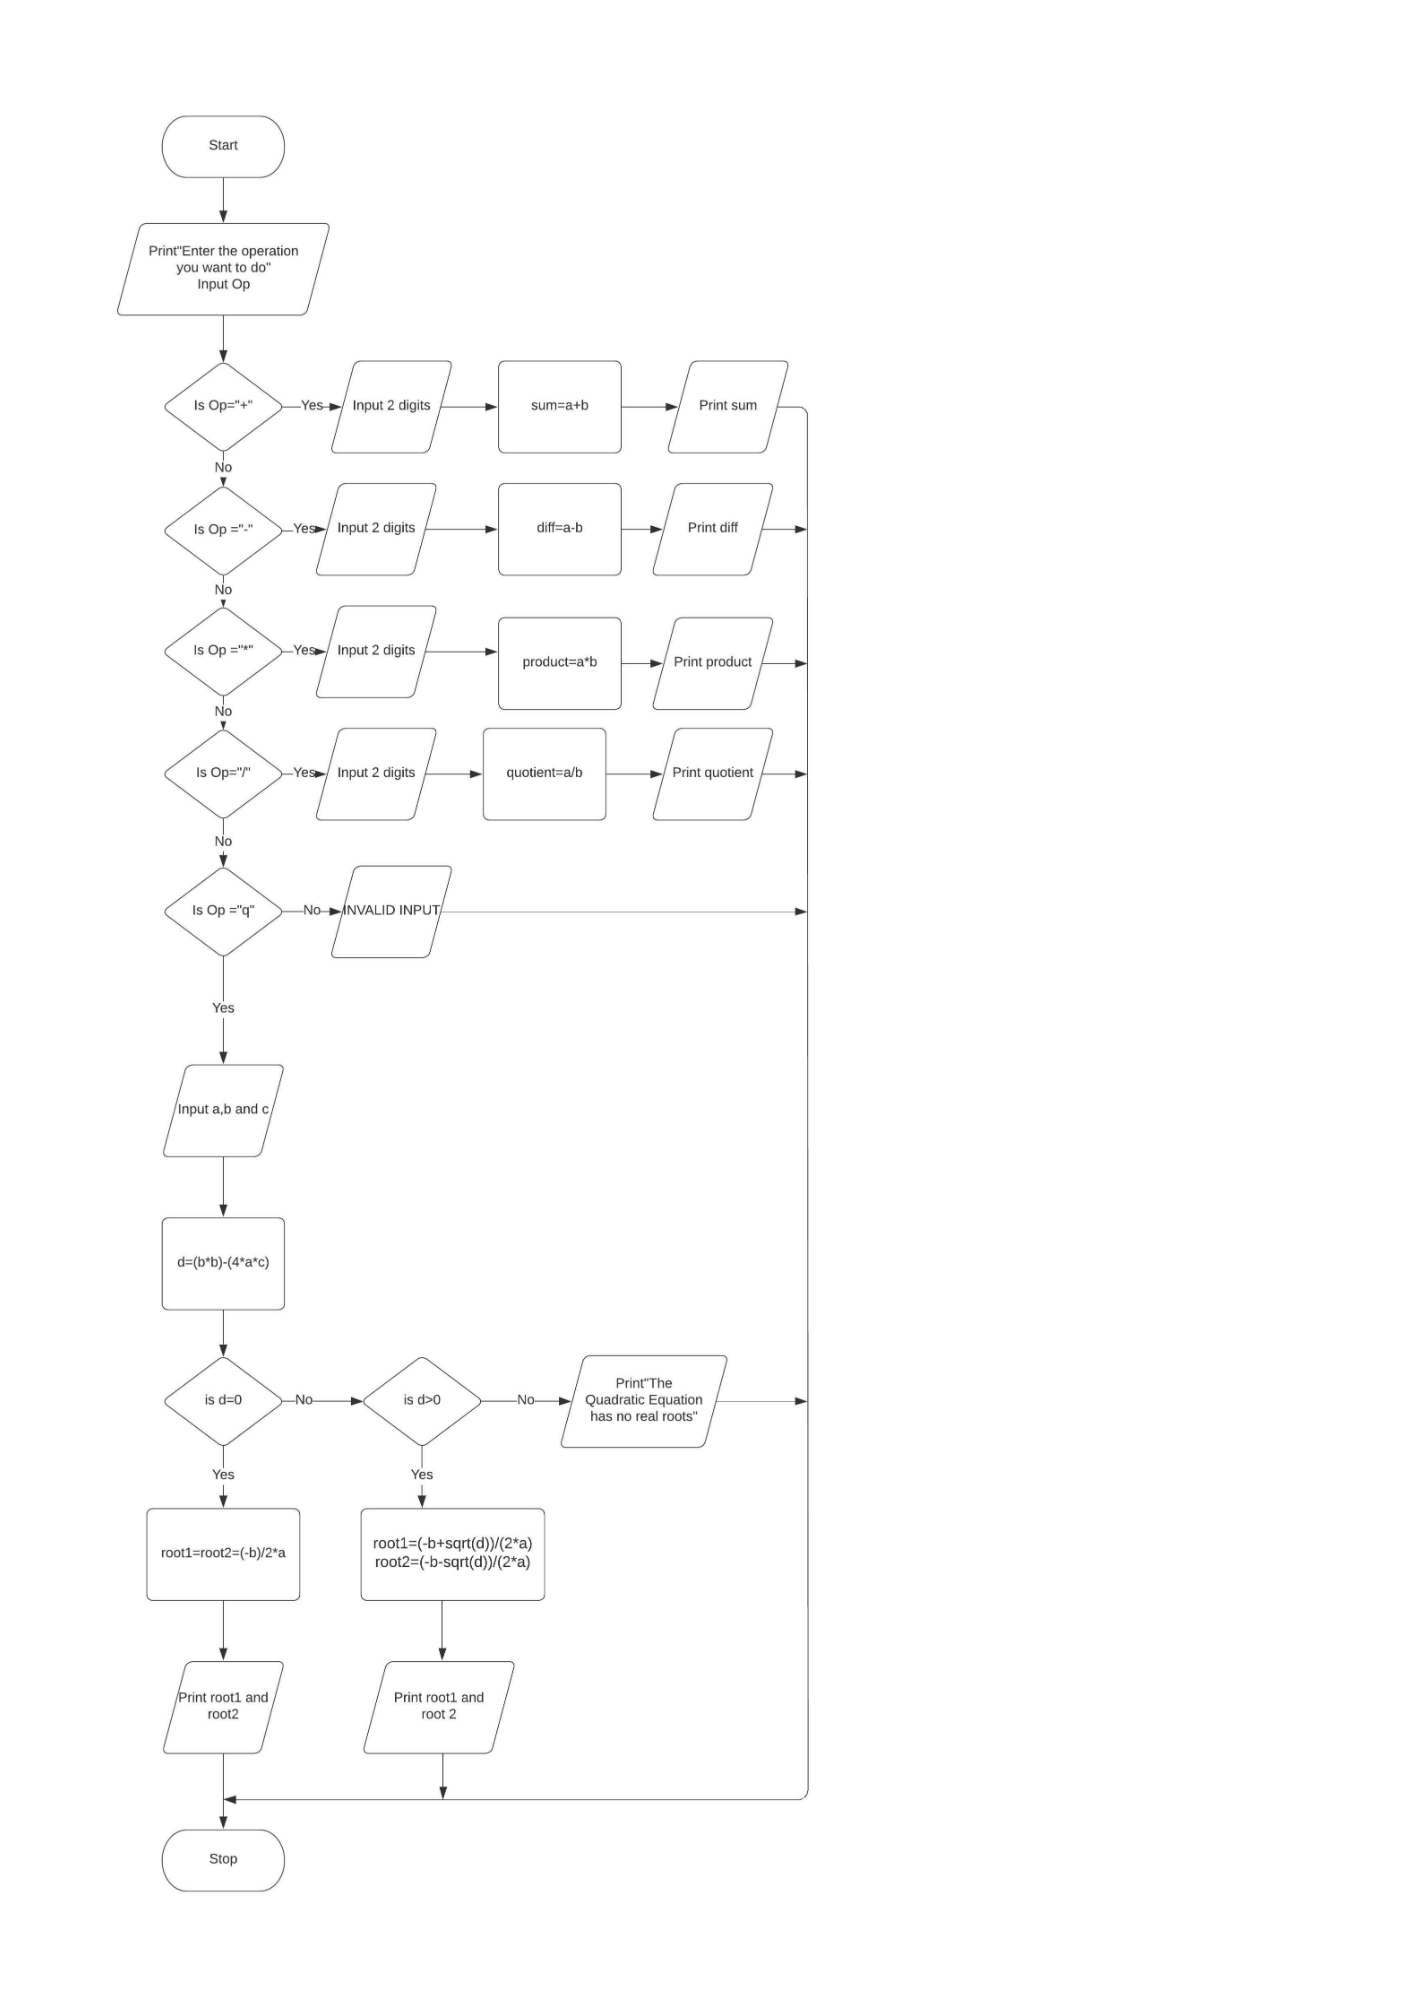 Start
Print"Enter the operation
you want to do"
Input Op
Is Op="+"
Yes
Input 2 digits
sum=a+b
Print sum
No
Is Op ="-"
Yes
Input 2 digits
diff=a-b
Print diff
No
Is Op ="*"
Yes
Input 2 digits
product=a*b
Print product
No
Is Op="/"
Yes
Input 2 digits
quotient=a/b
Print quotient
No
Is Op ="q"
No
INVALID INPUT
Yes
Input a,b and c
d=(b*b)-(4*a*c)
is d=0
No
is d>0
No
Print"The
Quadratic Equation
has no real roots"
Yes
Yes
root1=root2=(-b)/2*a
root1=(-b+sqrt(d))/(2*a)
root2=(-b-sqrt(d))/(2*a)
Print root1 and
root2
Print root1 and
root 2
Stop